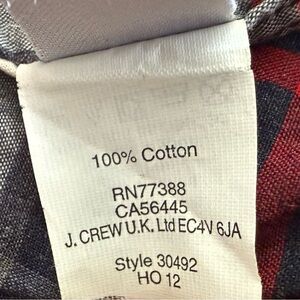 100% Cotton
RN77388
CA56445
J. CREW U.K. Ltd EC4V 6JA
Style 30492
HO 12